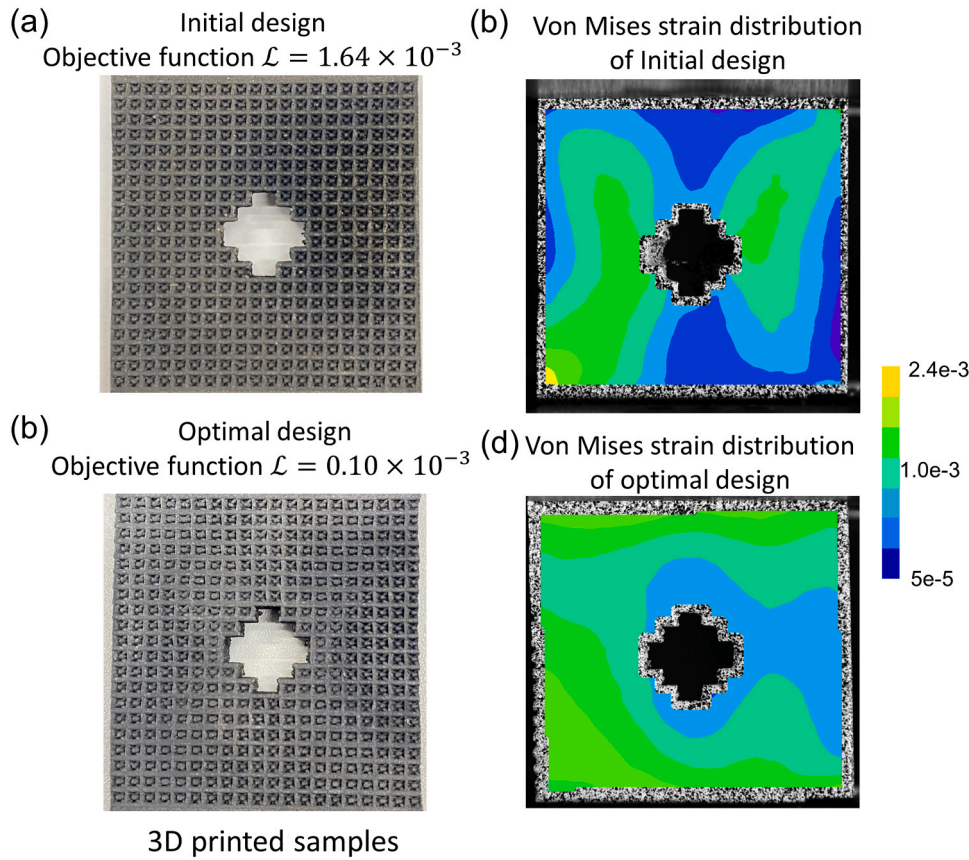 (a)
Initial design
Objective function ℒ = 1.64 × 10⁻³
(b)
Von Mises strain distribution
of Initial design
(b)
Optimal design
Objective function ℒ = 0.10 × 10⁻³
(d)
Von Mises strain distribution
of optimal design
2.4e-3
1.0e-3
5e-5
3D printed samples